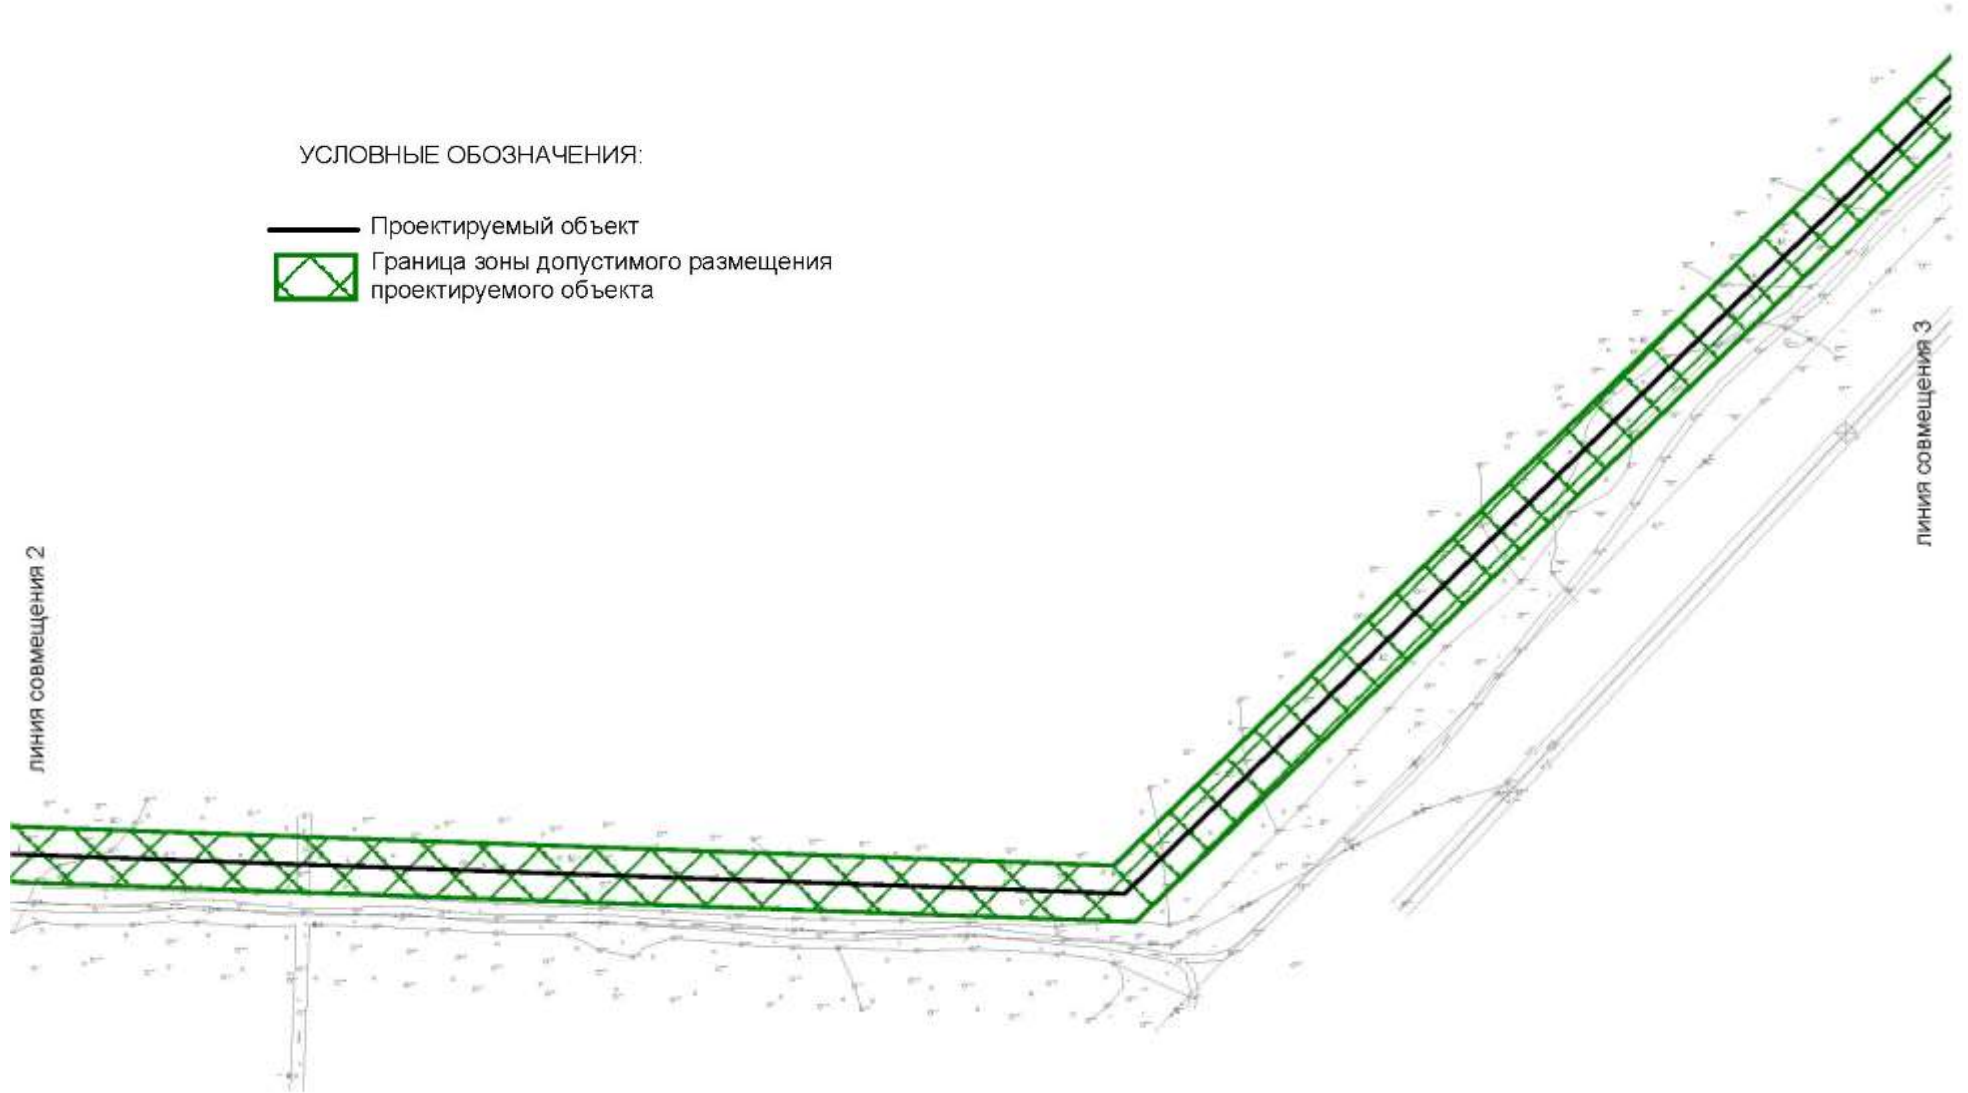 УСЛОВНЫЕ ОБОЗНАЧЕНИЯ:
Проектируемый объект
Граница зоны допустимого размещения
проектируемого объекта
линия совмещения 2
линия совмещения 3